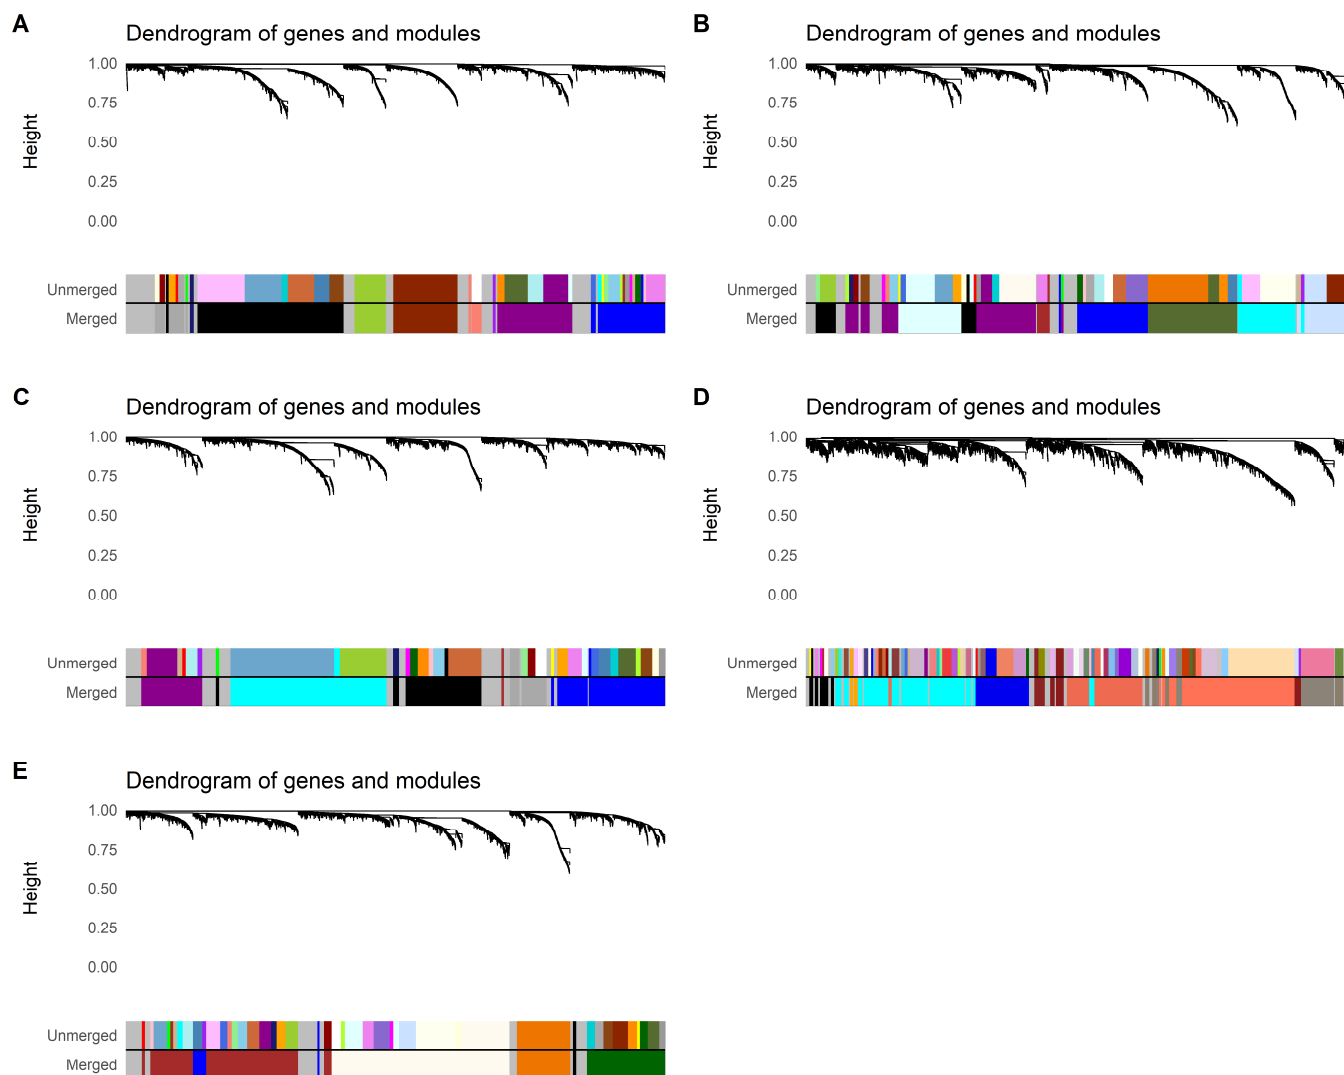 A
Dendrogram of genes and modules
1.00
0.75
0.50
0.25
0.00
Height
Unmerged
Merged
B
Dendrogram of genes and modules
1.00
0.75
0.50
0.25
0.00
Height
Unmerged
Merged
C
Dendrogram of genes and modules
1.00
0.75
0.50
0.25
0.00
Height
Unmerged
Merged
D
Dendrogram of genes and modules
1.00
0.75
0.50
0.25
0.00
Height
Unmerged
Merged
E
Dendrogram of genes and modules
1.00
0.75
0.50
0.25
0.00
Height
Unmerged
Merged